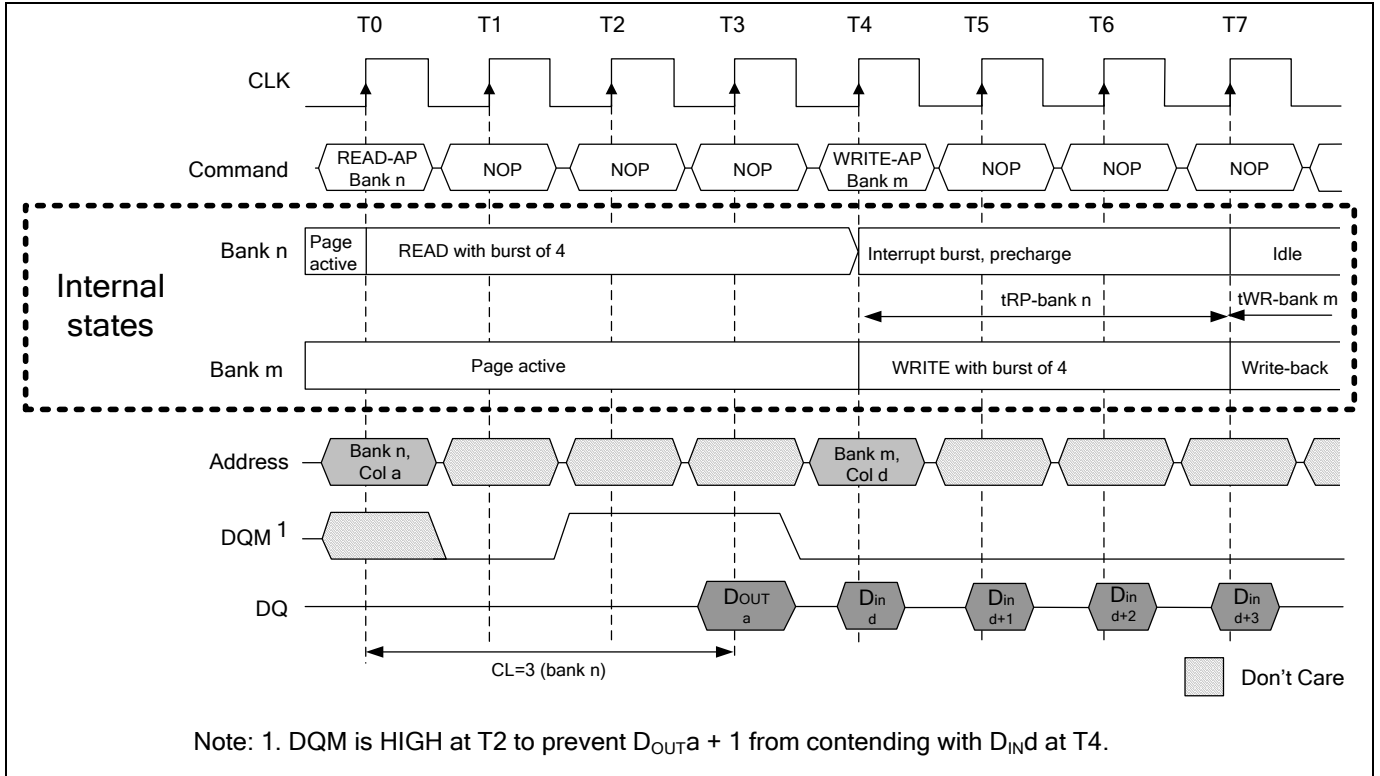 T0 T1 T2 T3 T4 T5 T6 T7
CLK
Command
READ-AP
Bank n
NOP
NOP
NOP
WRITE-AP
Bank m
NOP
NOP
NOP
Internal
states
Bank n
Page
active
READ with burst of 4
Interrupt burst, precharge
Idle
tRP-bank n
tWR-bank m
Bank m
Page active
WRITE with burst of 4
Write-back
Address
Bank n,
Col a
Bank m,
Col d
DQM 1
DQ
DOUT
a
Din
d
Din
d+1
Din
d+2
Din
d+3
CL=3 (bank n)
Don't Care
Note: 1. DQM is HIGH at T2 to prevent DOUTa + 1 from contending with DINd at T4.